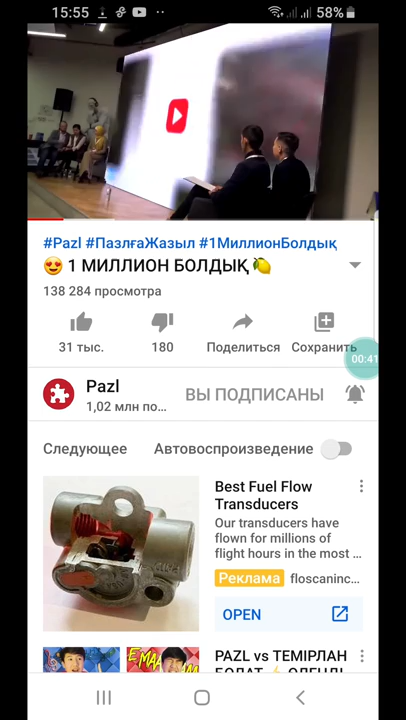 15:55
58%
#Pazl #ПазлғаЖазыл #1МиллионБолдық
😍 1 МИЛЛИОН БОЛДЫҚ 🍋
138 284 просмотра
31 тыс.
180
Поделиться
Сохранить
00:41
Pazl
1,02 млн по...
ВЫ ПОДПИСАНЫ
Следующее
Автовоспроизведение
Best Fuel Flow
Transducers
Our transducers have
flown for millions of
flight hours in the most ...
Реклама floscaninc...
OPEN
PAZL vs ТЕМІРЛАН